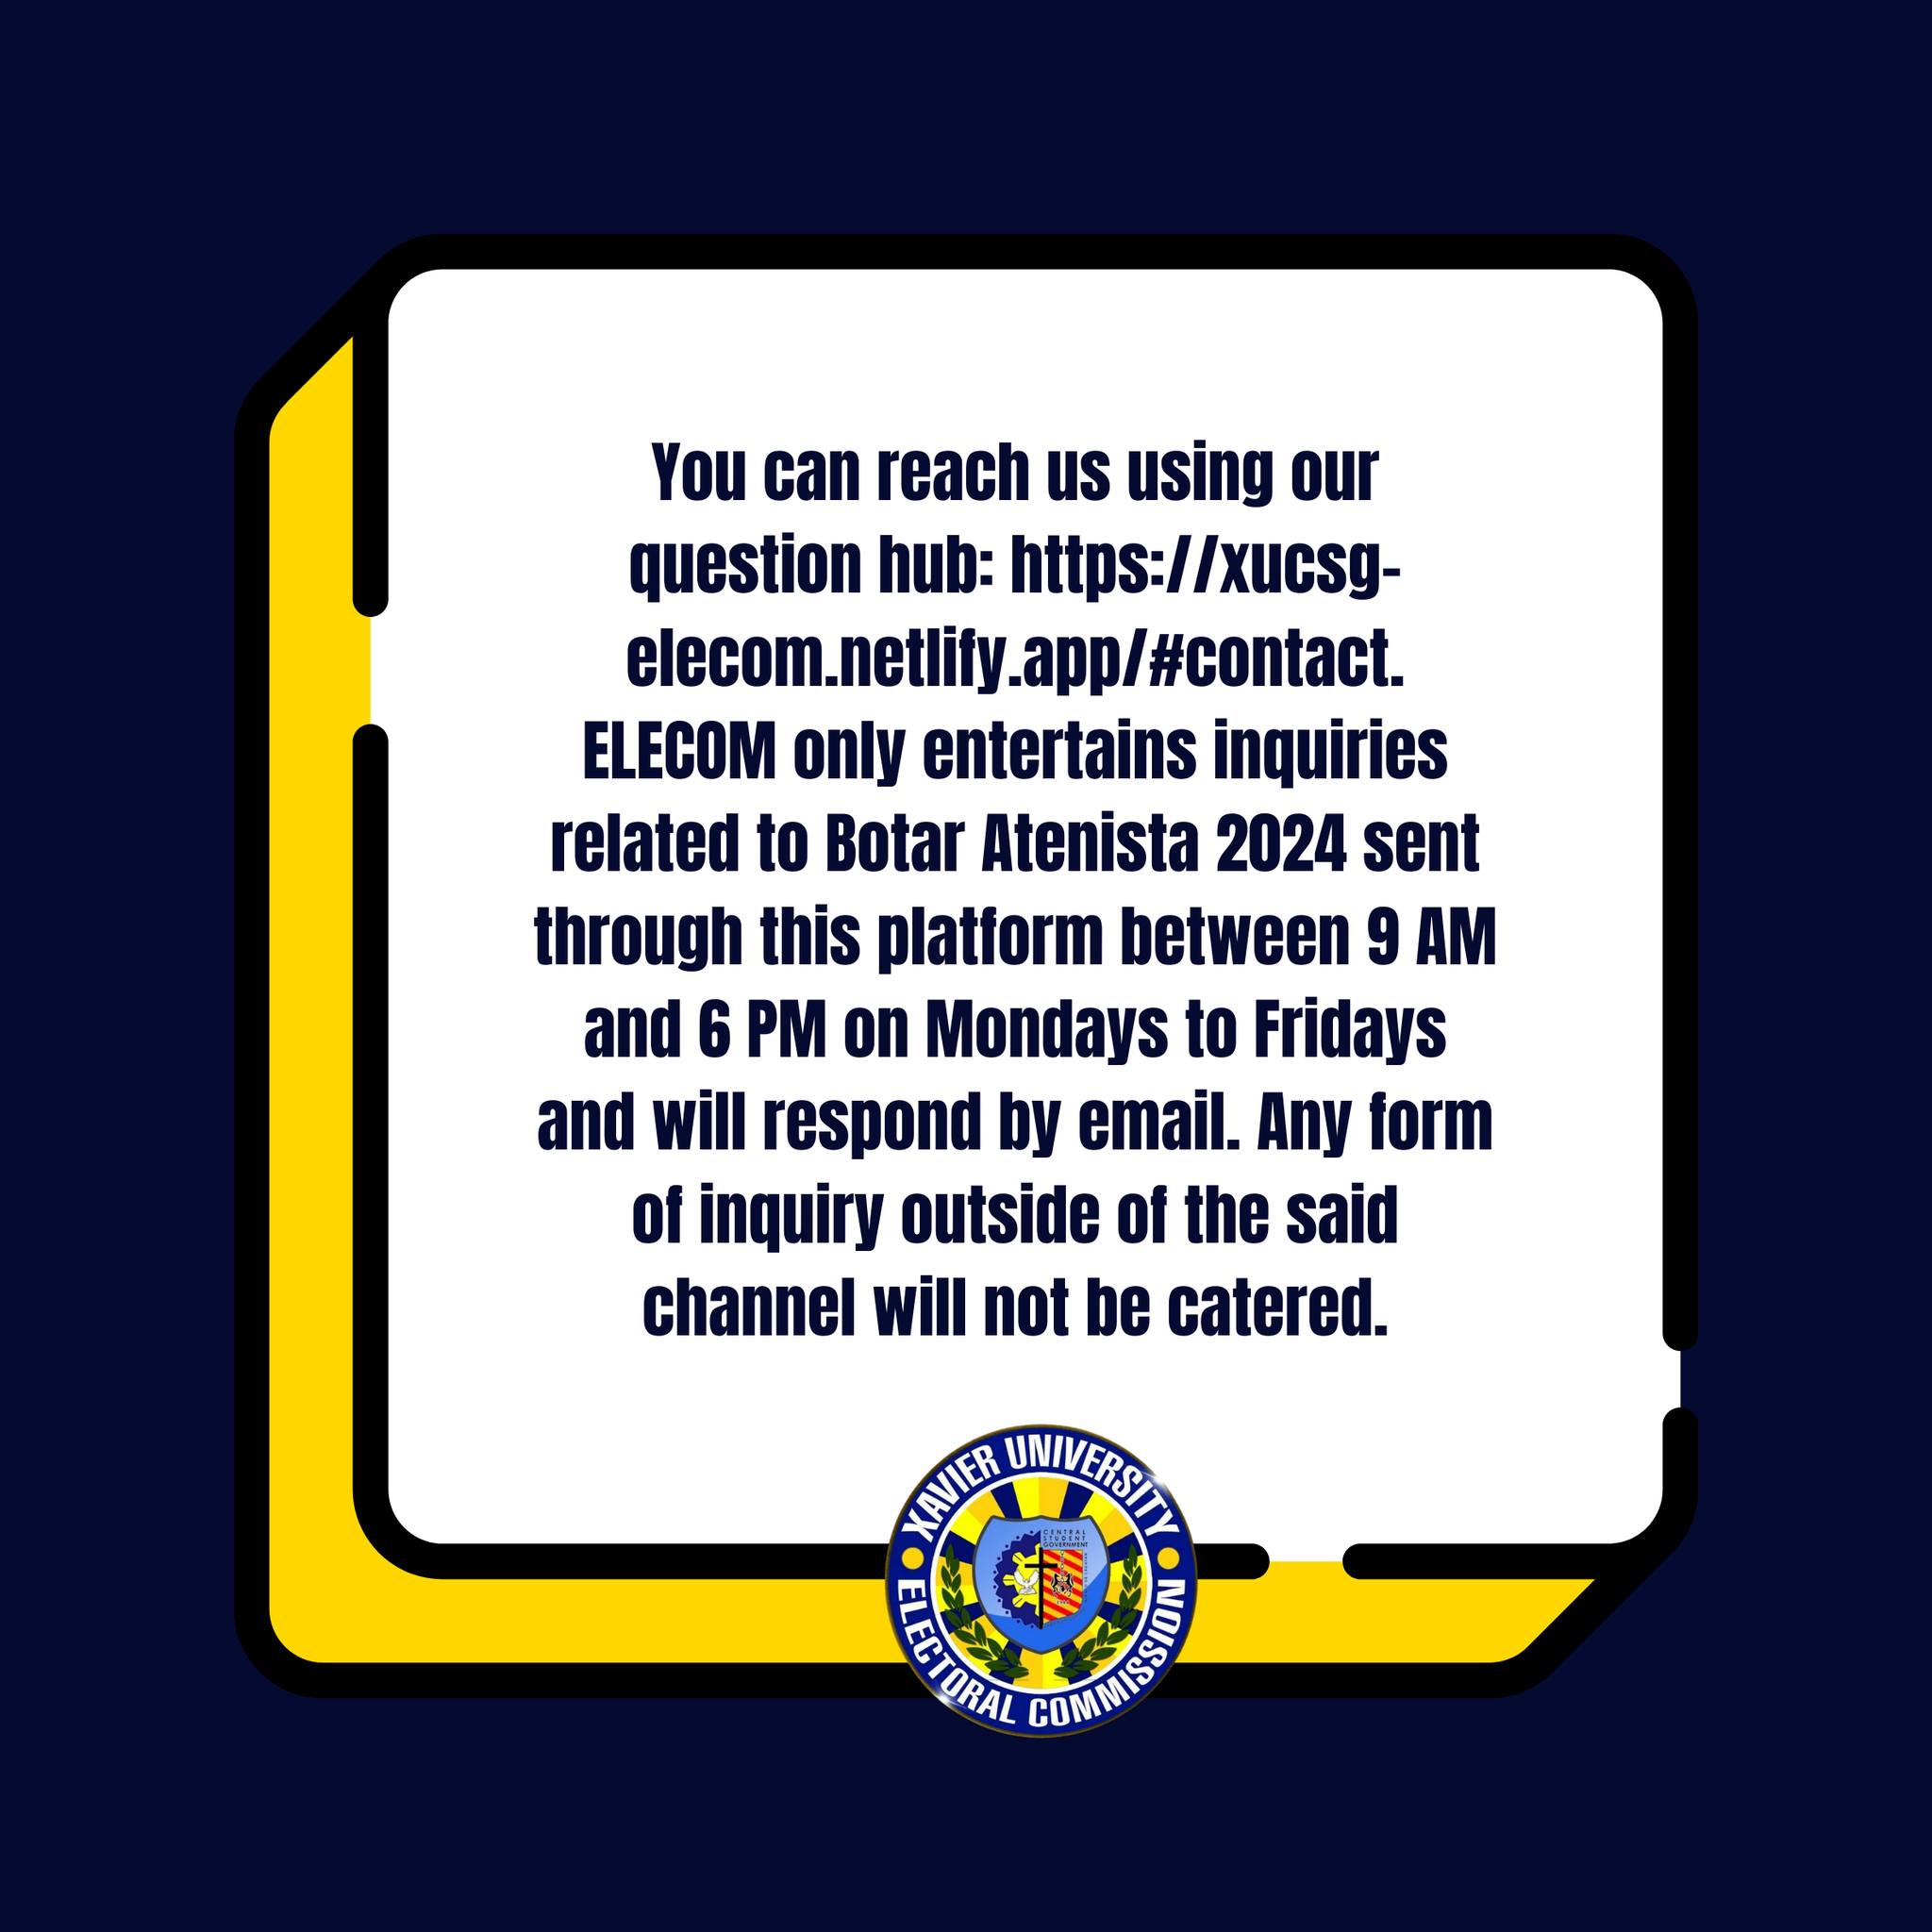 You can reach us using our
question hub: https://xucsg-
elecom.netlify.app/#contact.
ELECOM only entertains inquiries
related to Botar Atenista 2024 sent
through this platform between 9 AM
and 6 PM on Mondays to Fridays
and will respond by email. Any form
of inquiry outside of the said
channel will not be catered.
XAVIER UNIVERSITY
CENTRAL
STUDENT
GOVERNMENT
ELECTORAL COMMISSION